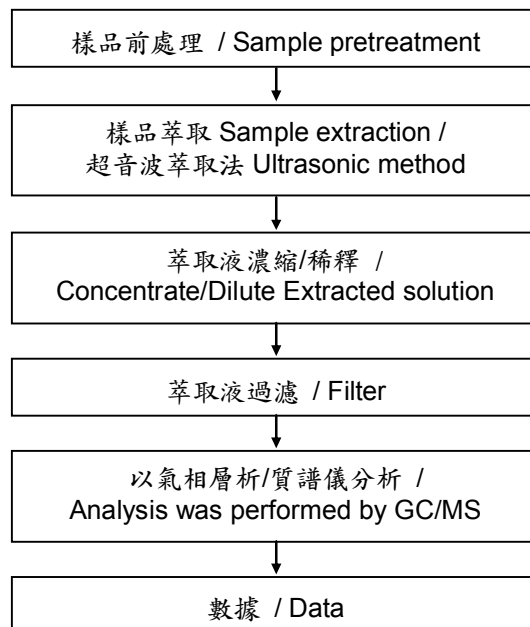 樣品前處理 / Sample pretreatment
樣品萃取 Sample extraction /
超音波萃取法 Ultrasonic method
萃取液濃縮/稀釋 /
Concentrate/Dilute Extracted solution
萃取液過濾 / Filter
以氣相層析/質譜儀分析 /
Analysis was performed by GC/MS
數據 / Data